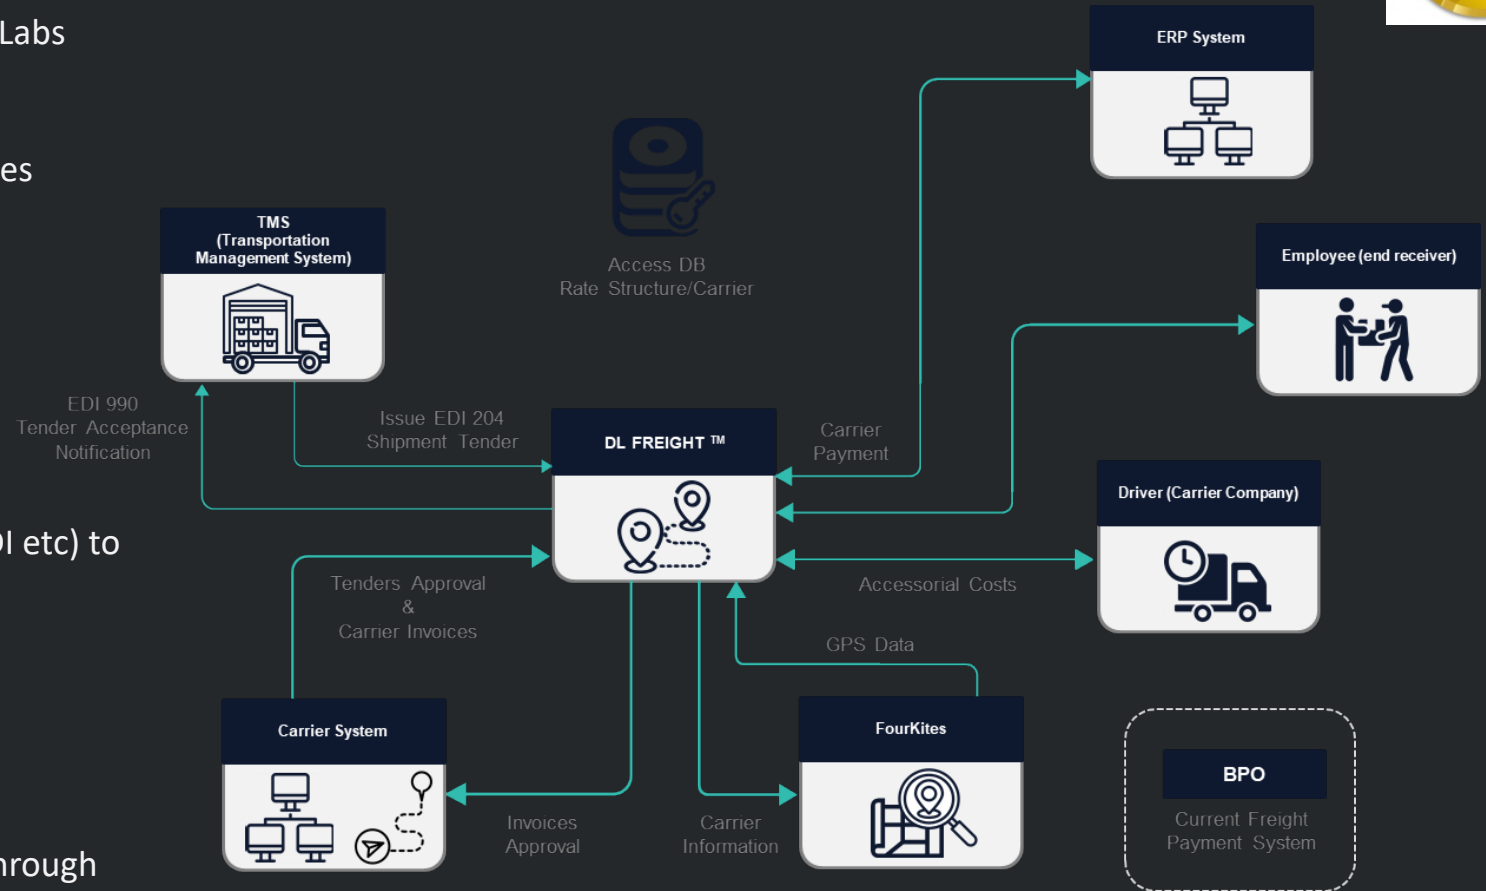 Labs
ERP System
es
TMS
(Transportation
Management System)
Employee (end receiver)
Access DB
Rate Structure/Carrier
EDI 990
Tender Acceptance
Notification
Issue EDI 204
Shipment Tender
DL FREIGHT ™
Carrier
Payment
Driver (Carrier Company)
I etc) to
Tenders Approval
&
Carrier Invoices
Accessorial Costs
GPS Data
Carrier System
FourKites
BPO
Current Freight
Payment System
Invoices
Approval
Carrier
Information
hrough